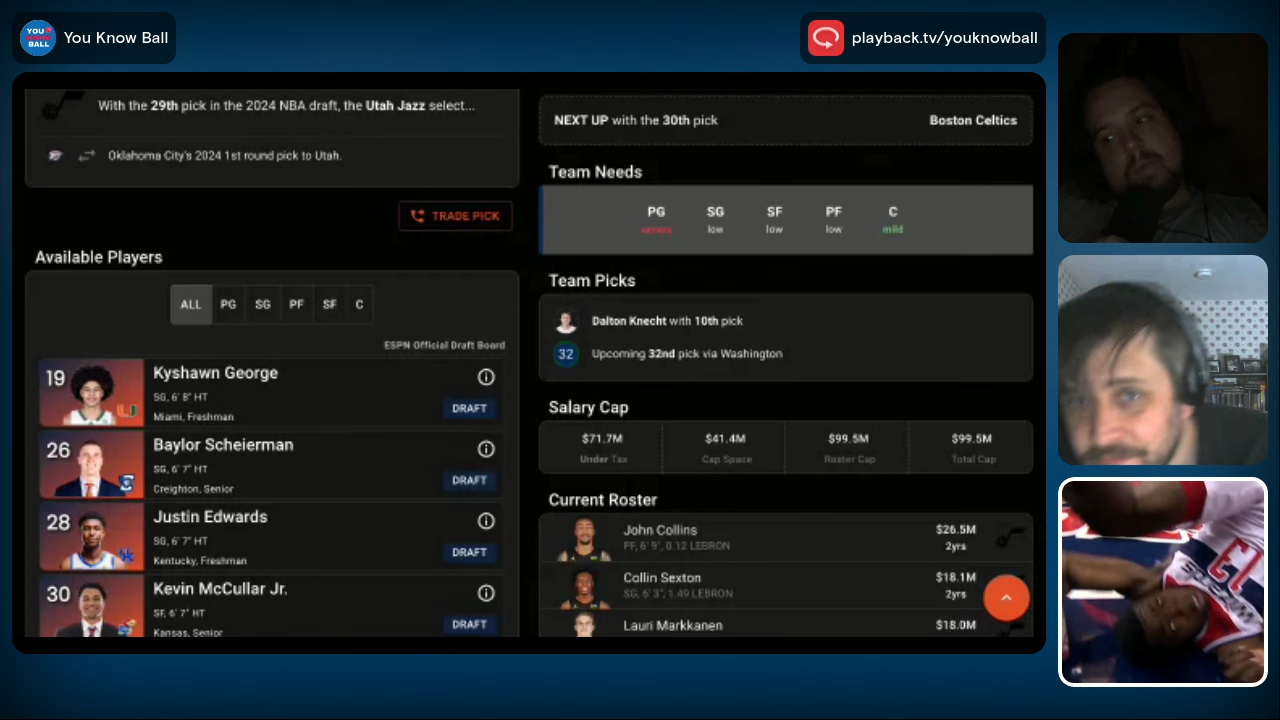 YOU KNOW BALL
You Know Ball
playback.tv/youknowball
With the 29th pick in the 2024 NBA draft, the Utah Jazz select...
Oklahoma City's 2024 1st round pick to Utah.
TRADE PICK
Available Players
ALL PG SG PF SF C
ESPN Official Draft Board
19 Kyshawn George
SG, 6' 8" HT
Miami, Freshman
DRAFT
26 Baylor Scheierman
SG, 6' 7" HT
Creighton, Senior
DRAFT
28 Justin Edwards
SG, 6' 7" HT
Kentucky, Freshman
DRAFT
30 Kevin McCullar Jr.
SF, 6' 7" HT
Kansas, Senior
DRAFT
NEXT UP with the 30th pick Boston Celtics
Team Needs
PG SG SF PF C
severe low low low mild
Team Picks
Dalton Knecht with 10th pick
32 Upcoming 32nd pick via Washington
Salary Cap
$71.7M $41.4M $99.5M $99.5M
Under Tax Cap Space Roster Cap Total Cap
Current Roster
John Collins $26.5M
PF, 6' 9", 0.12 LEBRON 2yrs
Collin Sexton $18.1M
SG, 6' 3", 1.49 LEBRON 2yrs
Lauri Markkanen $18.0M
13